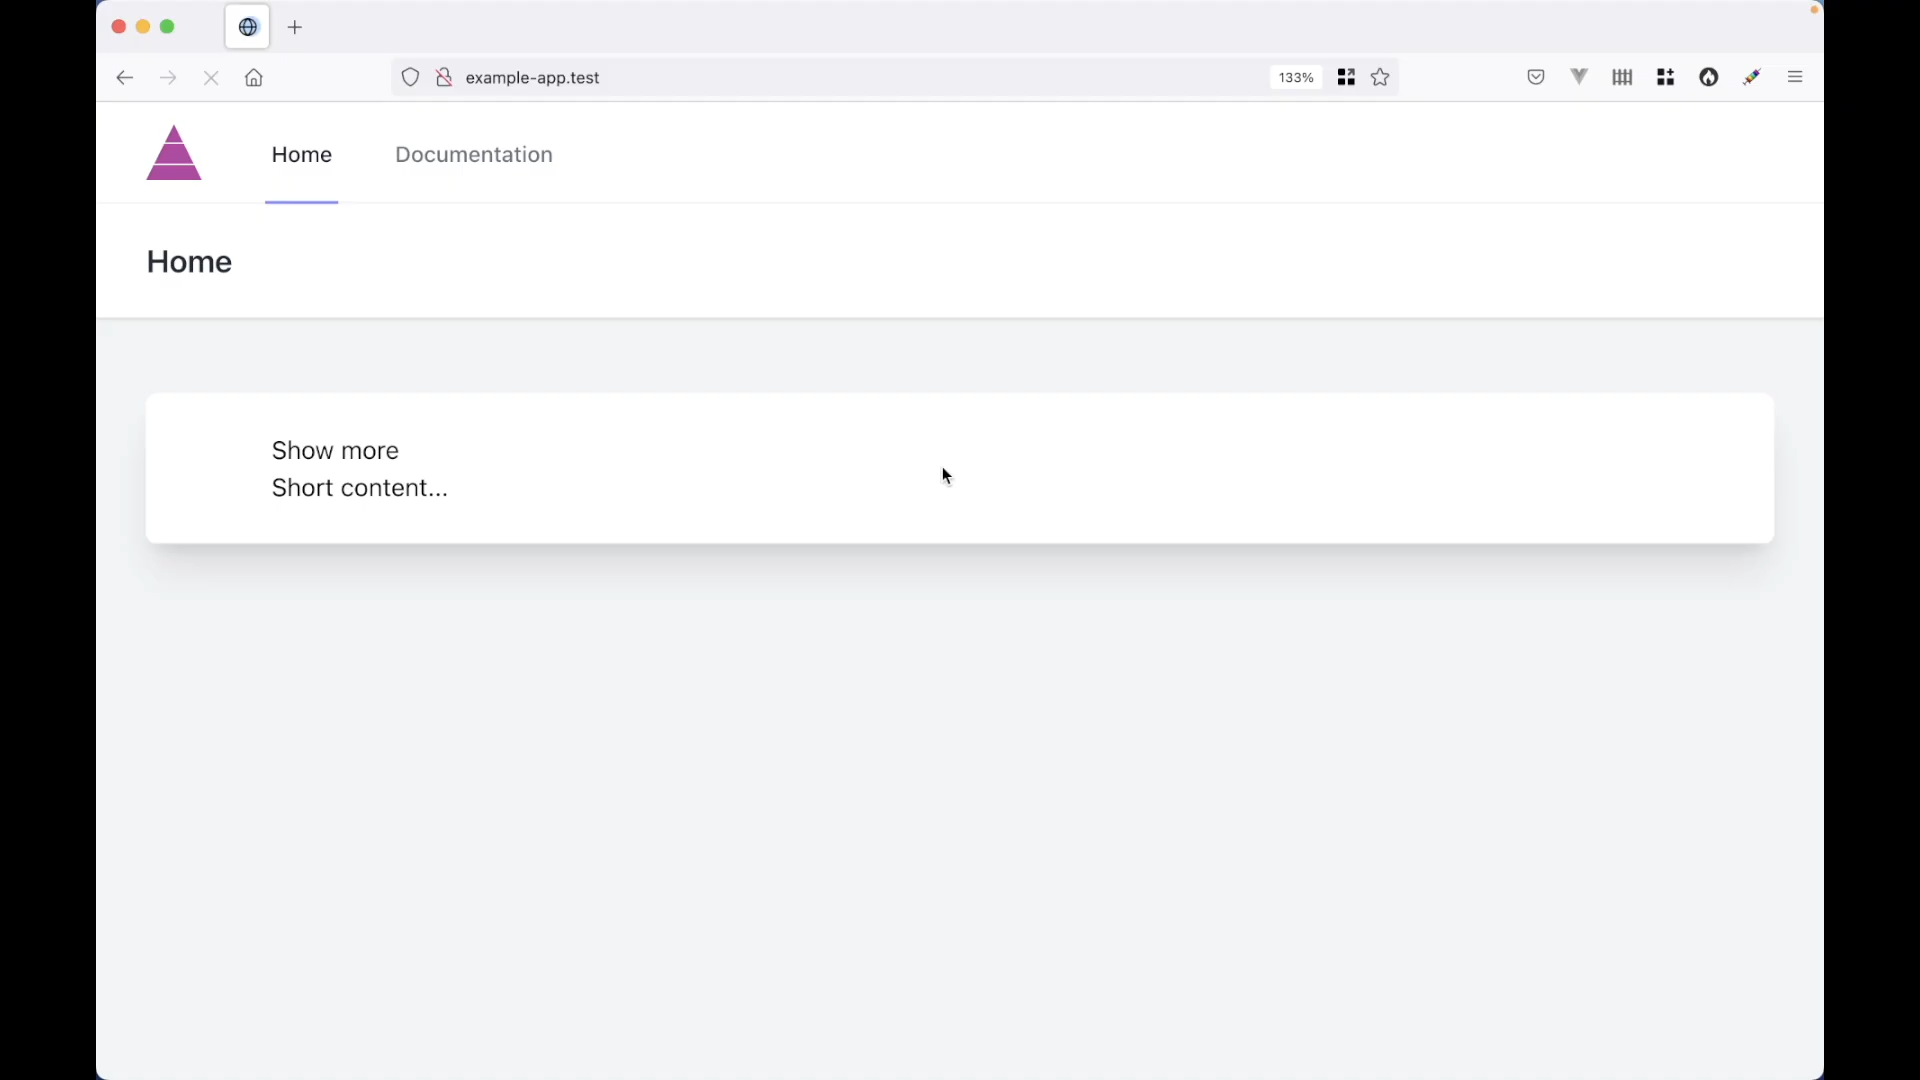 example-app.test
133%
Home
Documentation
Home
Show more
Short content...